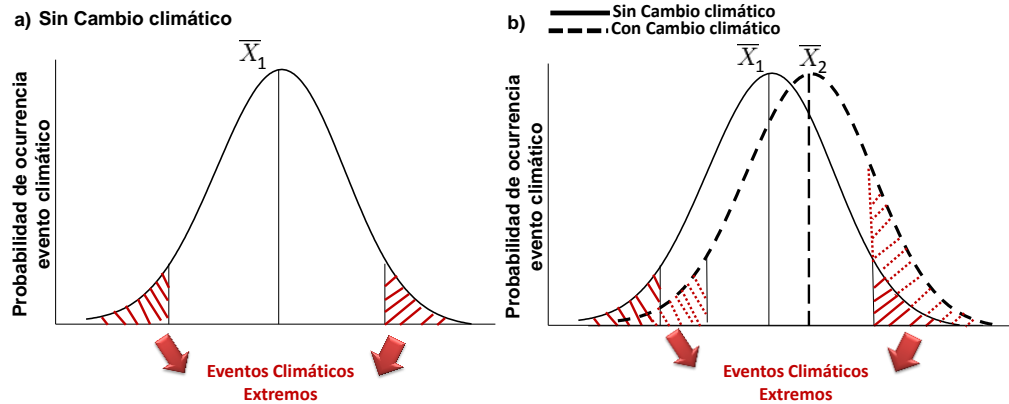 a) Sin Cambio climático
X̅1
Probabilidad de ocurrencia
evento climático
Eventos Climáticos
Extremos
b)
Sin Cambio climático
Con Cambio climático
X̅1
X̅2
Probabilidad de ocurrencia
evento climático
Eventos Climáticos
Extremos